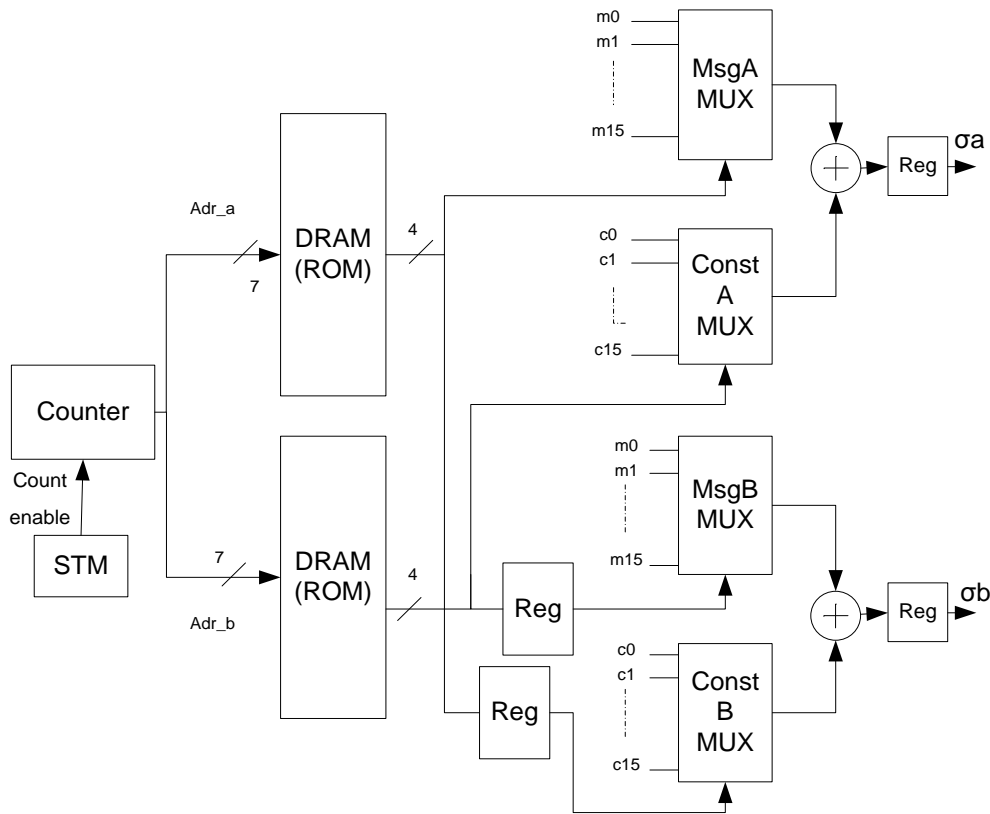 m0
m1
m15
MsgA
MUX
σa
Reg
Adr_a
7
DRAM
(ROM)
4
c0
c1
c15
Const
A
MUX
Counter
Count
enable
STM
7
Adr_b
DRAM
(ROM)
4
Reg
Reg
m0
m1
m15
MsgB
MUX
σb
Reg
c0
c1
c15
Const
B
MUX